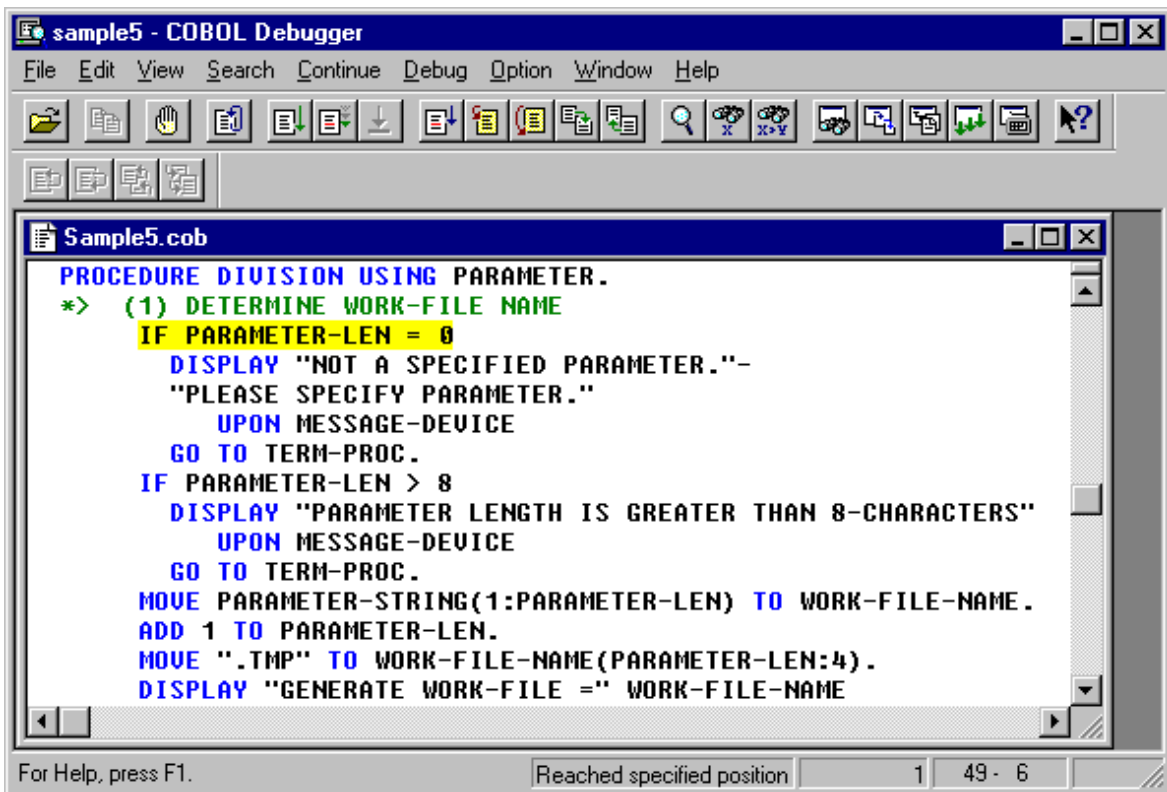 sample5 - COBOL Debugger
File Edit View Search Continue Debug Option Window Help
X X>Y
Sample5.cob
PROCEDURE DIVISION USING PARAMETER.
*> (1) DETERMINE WORK-FILE NAME
IF PARAMETER-LEN = 0
DISPLAY "NOT A SPECIFIED PARAMETER."-
"PLEASE SPECIFY PARAMETER."
UPON MESSAGE-DEVICE
GO TO TERM-PROC.
IF PARAMETER-LEN > 8
DISPLAY "PARAMETER LENGTH IS GREATER THAN 8-CHARACTERS"
UPON MESSAGE-DEVICE
GO TO TERM-PROC.
MOVE PARAMETER-STRING(1:PARAMETER-LEN) TO WORK-FILE-NAME.
ADD 1 TO PARAMETER-LEN.
MOVE ".TMP" TO WORK-FILE-NAME(PARAMETER-LEN:4).
DISPLAY "GENERATE WORK-FILE =" WORK-FILE-NAME
For Help, press F1. Reached specified position 1 49 - 6